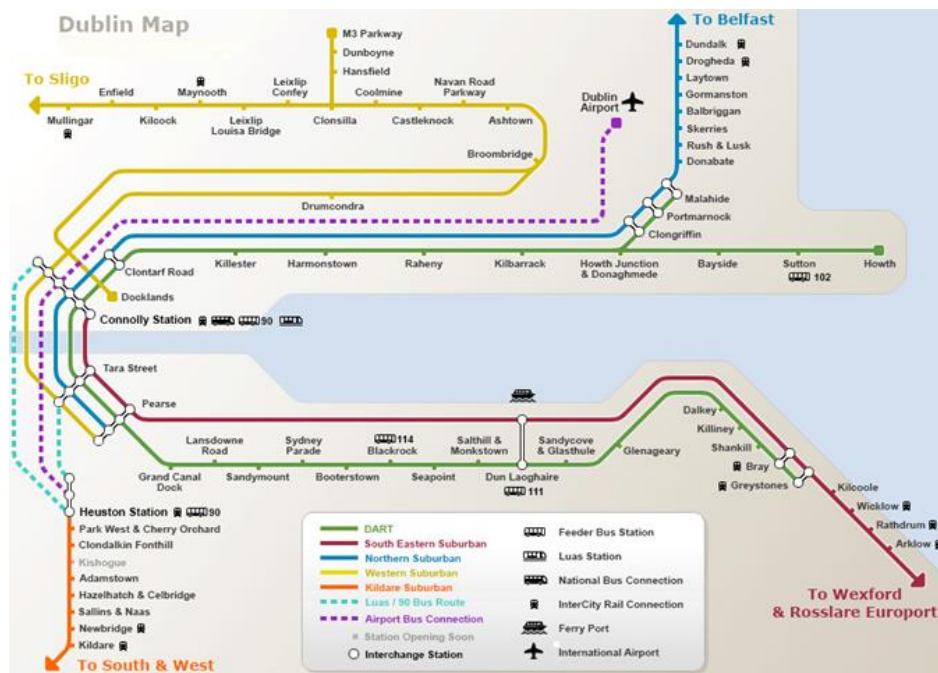 Dublin Map
To Sligo
To Belfast
M3 Parkway
Dunboyne
Hansfield
Enfield
Maynooth
Leixlip
Confey
Coolmine
Navan Road
Parkway
Mullingar
Kilcock
Leixlip
Louisa Bridge
Clonsilla
Castleknock
Ashtown
Broombridge
Drumcondra
Dublin
Airport
Dundalk
Drogheda
Laytown
Gormanston
Balbriggan
Skerries
Rush & Lusk
Donabate
Malahide
Portmarnock
Clongriffin
Clontarf Road
Killester
Harmonstown
Raheny
Kilbarrack
Howth Junction
& Donaghmede
Bayside
Sutton
102
Howth
Docklands
Connolly Station
90
Tara Street
Pearse
Lansdowne
Road
Sydney
Parade
114
Blackrock
Salthill &
Monkstown
Sandycove
& Glasthule
Glenageary
Grand Canal
Dock
Sandymount
Booterstown
Seapoint
Dun Laoghaire
111
Dalkey
Killiney
Shankill
Bray
Greystones
Kilcoole
Wicklow
Rathdrum
Arklow
To Wexford
& Rosslare Europort
Heuston Station
90
Park West & Cherry Orchard
Clondalkin Fonthill
Kishogue
Adamstown
Hazelhatch & Celbridge
Sallins & Naas
Newbridge
Kildare
To South & West
DART
South Eastern Suburban
Northern Suburban
Western Suburban
Kildare Suburban
Luas / 90 Bus Route
Airport Bus Connection
Station Opening Soon
Interchange Station
Feeder Bus Station
Luas Station
National Bus Connection
InterCity Rail Connection
Ferry Port
International Airport